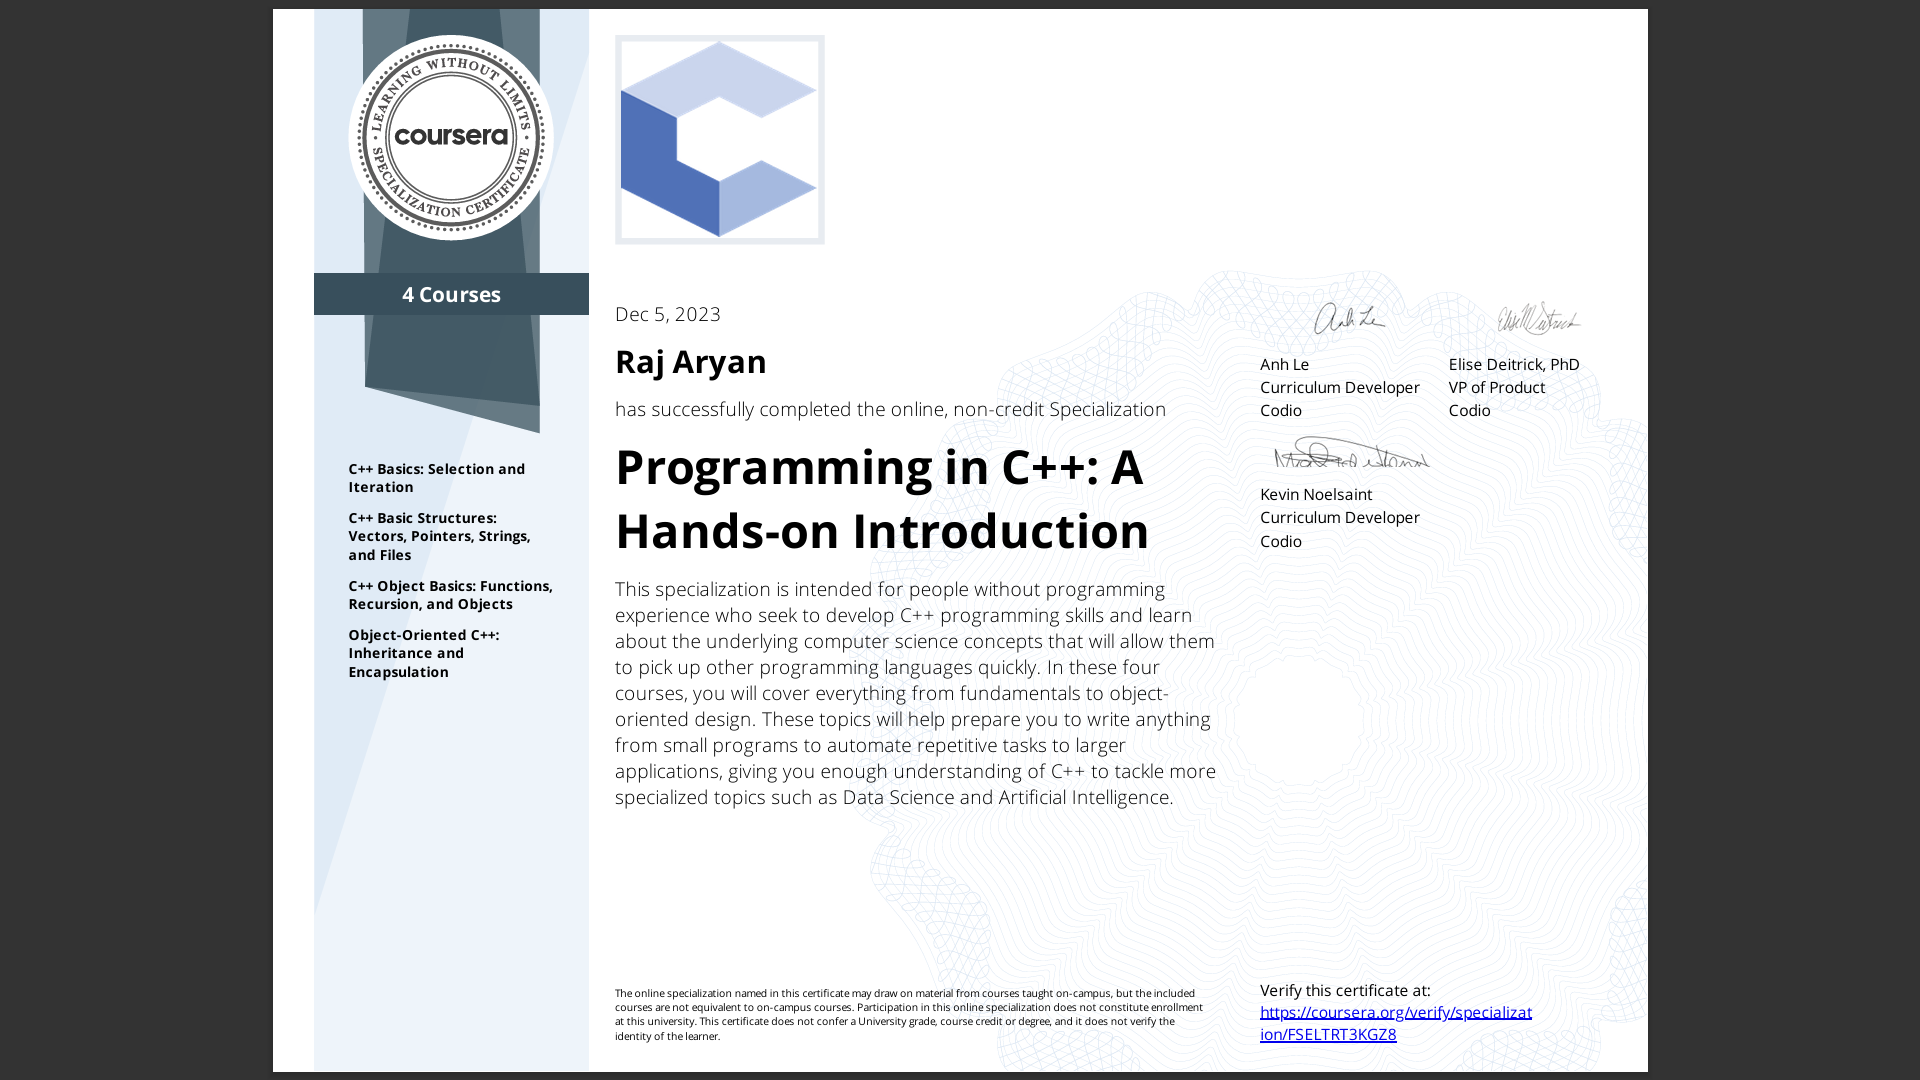 LEARNING WITHOUT LIMITS
coursera
SPECIALIZATION CERTIFICATE
4 Courses
C++ Basics: Selection and
Iteration
C++ Basic Structures:
Vectors, Pointers, Strings,
and Files
C++ Object Basics: Functions,
Recursion, and Objects
Object-Oriented C++:
Inheritance and
Encapsulation
Dec 5, 2023
Raj Aryan
has successfully completed the online, non-credit Specialization
Programming in C++: A
Hands-on Introduction
This specialization is intended for people without programming
experience who seek to develop C++ programming skills and learn
about the underlying computer science concepts that will allow them
to pick up other programming languages quickly. In these four
courses, you will cover everything from fundamentals to object-
oriented design. These topics will help prepare you to write anything
from small programs to automate repetitive tasks to larger
applications, giving you enough understanding of C++ to tackle more
specialized topics such as Data Science and Artificial Intelligence.
Anh Le
Anh Le
Curriculum Developer
Codio
Elise Deitrick, PhD
VP of Product
Codio
Kevin Noelsaint
Curriculum Developer
Codio
The online specialization named in this certificate may draw on material from courses taught on-campus, but the included
courses are not equivalent to on-campus courses. Participation in this online specialization does not constitute enrollment
at this university. This certificate does not confer a University grade, course credit or degree, and it does not verify the
identity of the learner.
Verify this certificate at:
https://coursera.org/verify/specializat
ion/FSELTRT3KGZ8